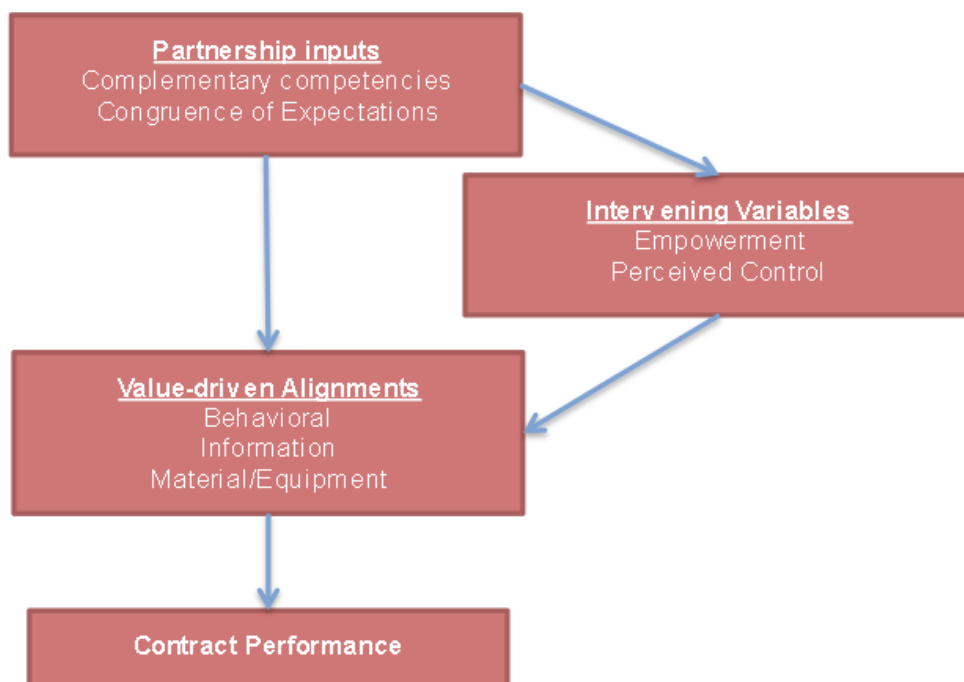 Partnership inputs
Complementary competencies
Congruence of Expectations
Intervening Variables
Empowerment
Perceived Control
Value-driven Alignments
Behavioral
Information
Material/Equipment
Contract Performance